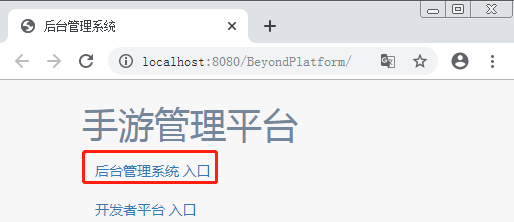 后台管理系统
localhost:8080/BeyondPlatform/
手游管理平台
后台管理系统 入口
开发者平台 入口